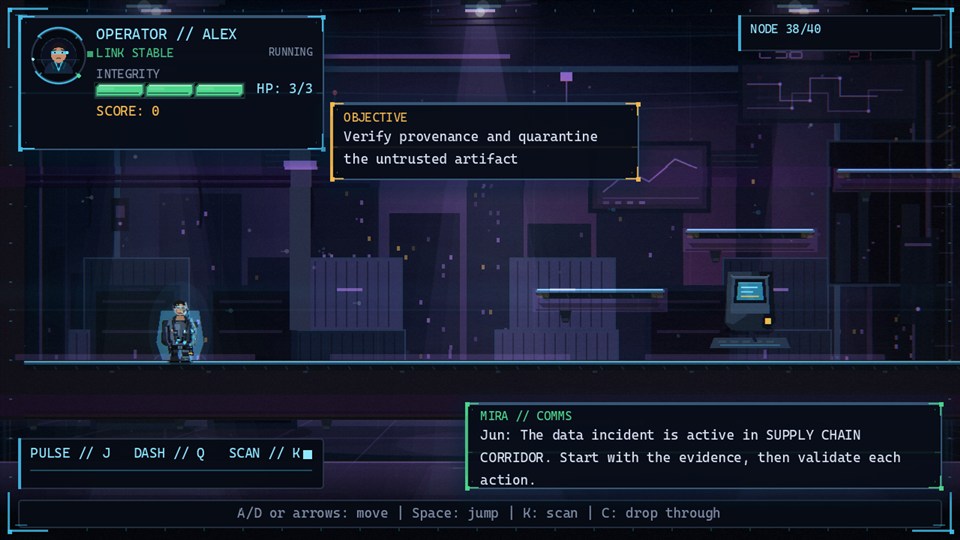 OPERATOR // ALEX
LINK STABLE
RUNNING
INTEGRITY
HP: 3/3
SCORE: 0
NODE 38/40
OBJECTIVE
Verify provenance and quarantine
the untrusted artifact
MIRA // COMMS
Jun: The data incident is active in SUPPLY CHAIN
CORRIDOR. Start with the evidence, then validate each
action.
PULSE // J DASH // Q SCAN // K
A/D or arrows: move | Space: jump | K: scan | C: drop through